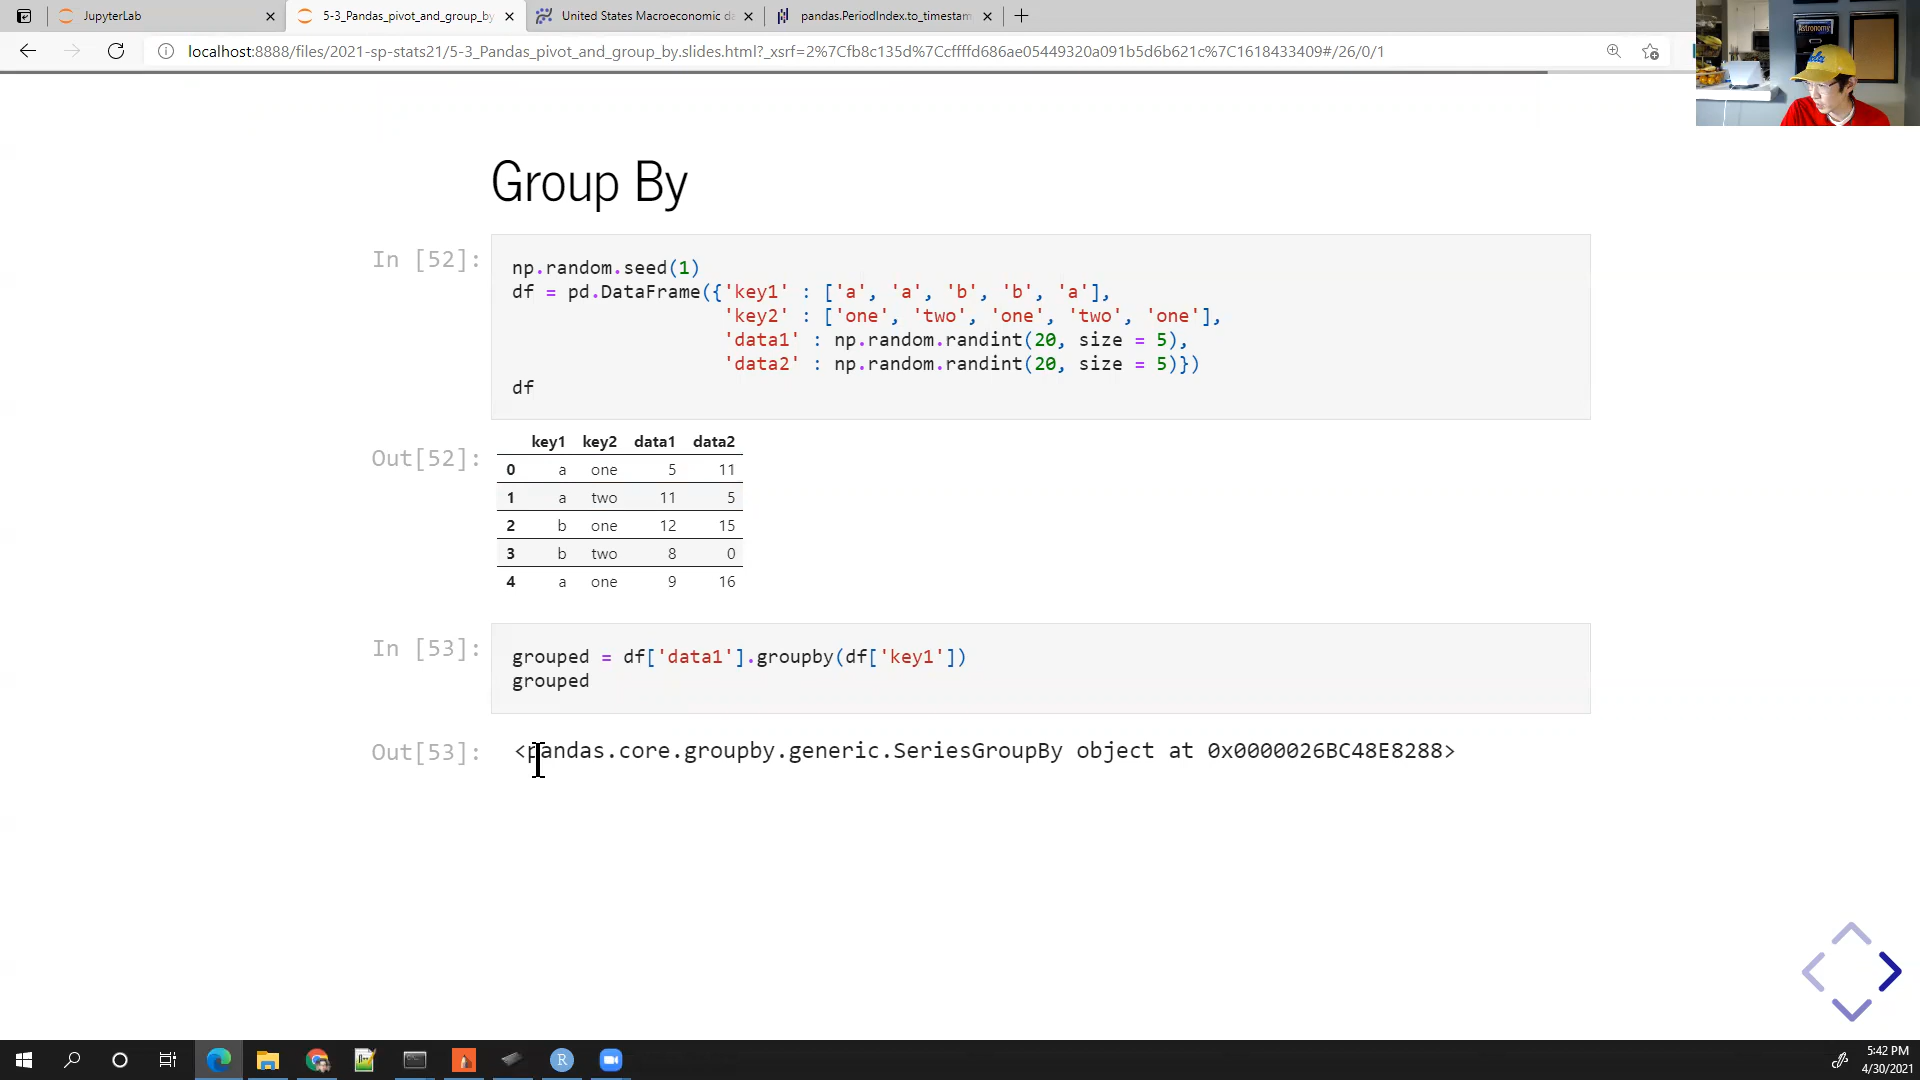 JupyterLab
5-3_Pandas_pivot_and_group_by
United States Macroeconomic da
pandas.PeriodIndex.to_timestam
localhost:8888/files/2021-sp-stats21/5-3_Pandas_pivot_and_group_by.slides.html?_xsrf=2%7Cfb8c135d%7Ccffffd686ae05449320a091b5d6b621c%7C1618433409#/26/0/1
Astronomy
Group By
In [52]:
np.random.seed(1)
df = pd.DataFrame({'key1' : ['a', 'a', 'b', 'b', 'a'],
'key2' : ['one', 'two', 'one', 'two', 'one'],
'data1' : np.random.randint(20, size = 5),
'data2' : np.random.randint(20, size = 5)})
df
Out[52]:
key1 key2 data1 data2
0 a one 5 11
1 a two 11 5
2 b one 12 15
3 b two 8 0
4 a one 9 16
In [53]:
grouped = df['data1'].groupby(df['key1'])
grouped
Out[53]:
<pandas.core.groupby.generic.SeriesGroupBy object at 0x0000026BC48E8288>
R
5:42 PM
4/30/2021